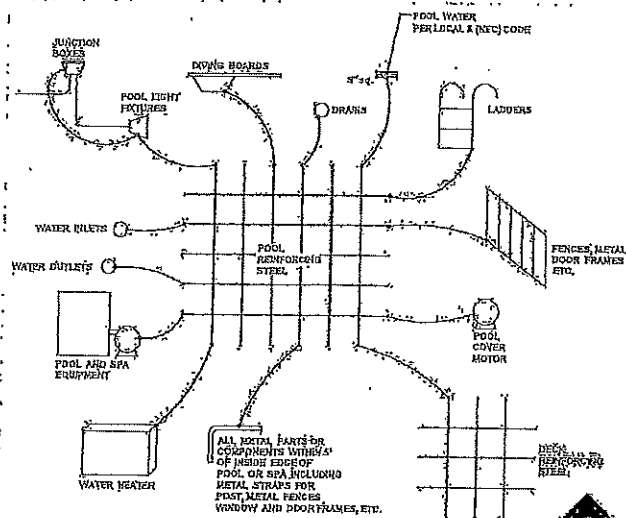 POOL WATER
PER LOCAL & (NEC) CODE
JUNCTION
BOXES
DIVING BOARDS
9" SQ.
POOL LIGHT
FIXTURES
DRAINS
LADDERS
WATER INLETS
POOL
REINFORCING
STEEL
FENCES, METAL
DOOR FRAMES
ETC.
WATER OUTLETS
POOL
COVER
MOTOR
POOL AND SPA
EQUIPMENT
ALL METAL PARTS OR
COMPONENTS WITHIN 5'
OF INSIDE EDGE OF
POOL OR SPA, INCLUDING
METAL STRAPS FOR
POST, METAL FENCES
WINDOW AND DOOR FRAMES, ETC.
WATER HEATER
REINFORCING
STEEL